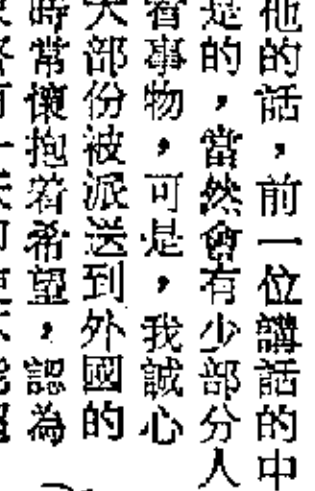 他的話，前一位講話的中
是的，當然會有少部分人
着事物，可是，我誠心
大部份被派送到外國的
時常懷抱着希望，認為